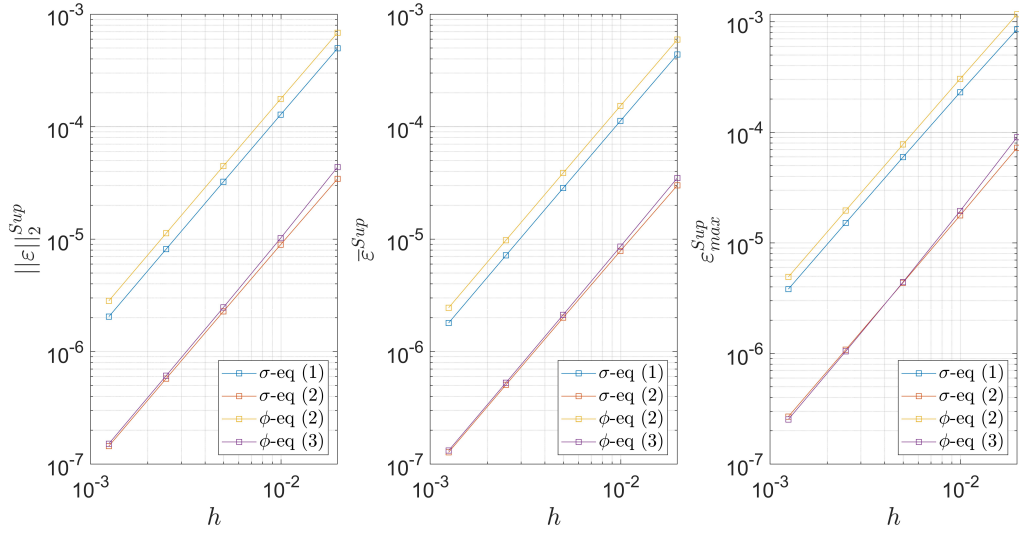 10^{-3}
10^{-4}
10^{-5}
10^{-6}
10^{-7}
||ε||_2^{Sup}
10^{-3}
10^{-2}
h
σ-eq (1)
σ-eq (2)
ϕ-eq (2)
ϕ-eq (3)
10^{-3}
10^{-4}
10^{-5}
10^{-6}
10^{-7}
\overline{ε}^{Sup}
10^{-3}
10^{-2}
h
σ-eq (1)
σ-eq (2)
ϕ-eq (2)
ϕ-eq (3)
10^{-3}
10^{-4}
10^{-5}
10^{-6}
10^{-7}
ε_{max}^{Sup}
10^{-3}
10^{-2}
h
σ-eq (1)
σ-eq (2)
ϕ-eq (2)
ϕ-eq (3)